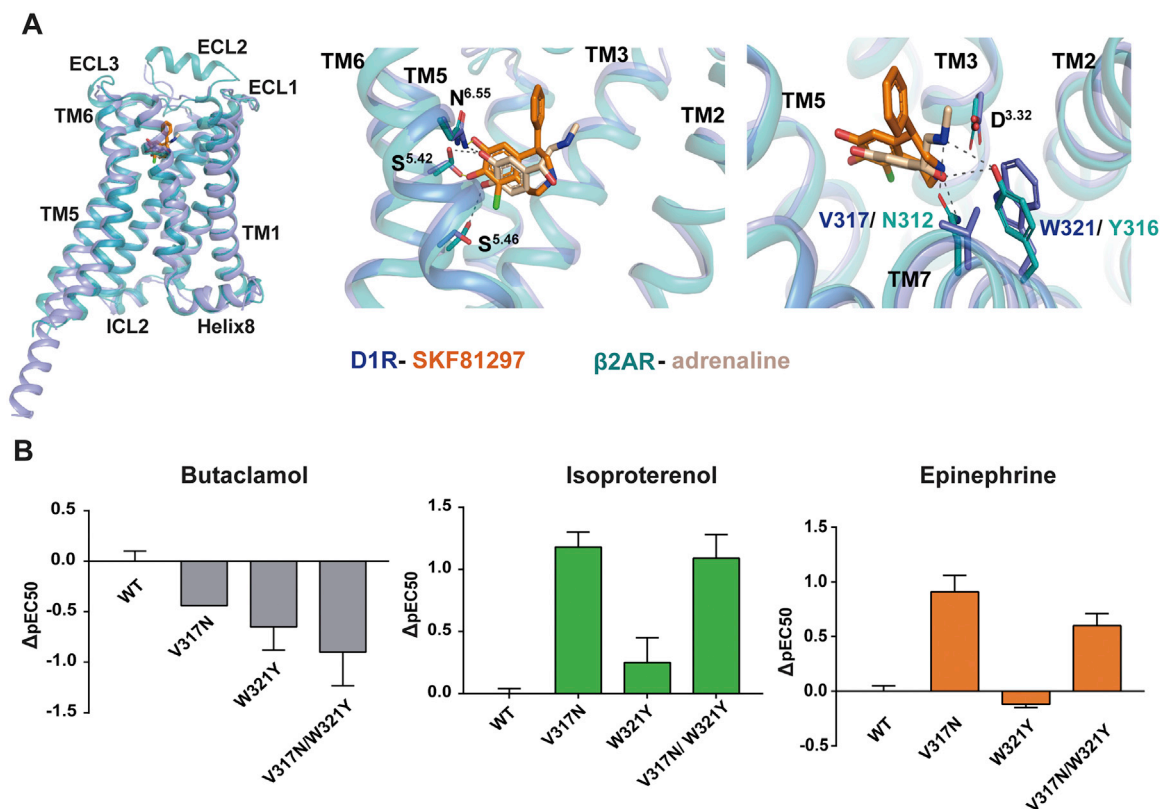 A
ECL3
ECL2
ECL1
TM6
TM5
TM1
ICL2
Helix8
TM6
TM5
TM3
N6.55
TM2
S5.42
S5.46
TM3
TM2
TM5
D3.32
V317/ N312
W321/ Y316
TM7
D1R- SKF81297
β2AR- adrenaline
B
Butaclamol
ΔpEC50
0.5
0.0
-0.5
-1.0
-1.5
WT
V317N
W321Y
V317N/W321Y
Isoproterenol
ΔpEC50
1.5
1.0
0.5
0.0
WT
V317N
W321Y
V317N/ W321Y
Epinephrine
ΔpEC50
1.5
1.0
0.5
0.0
-0.5
WT
V317N
W321Y
V317N/W321Y